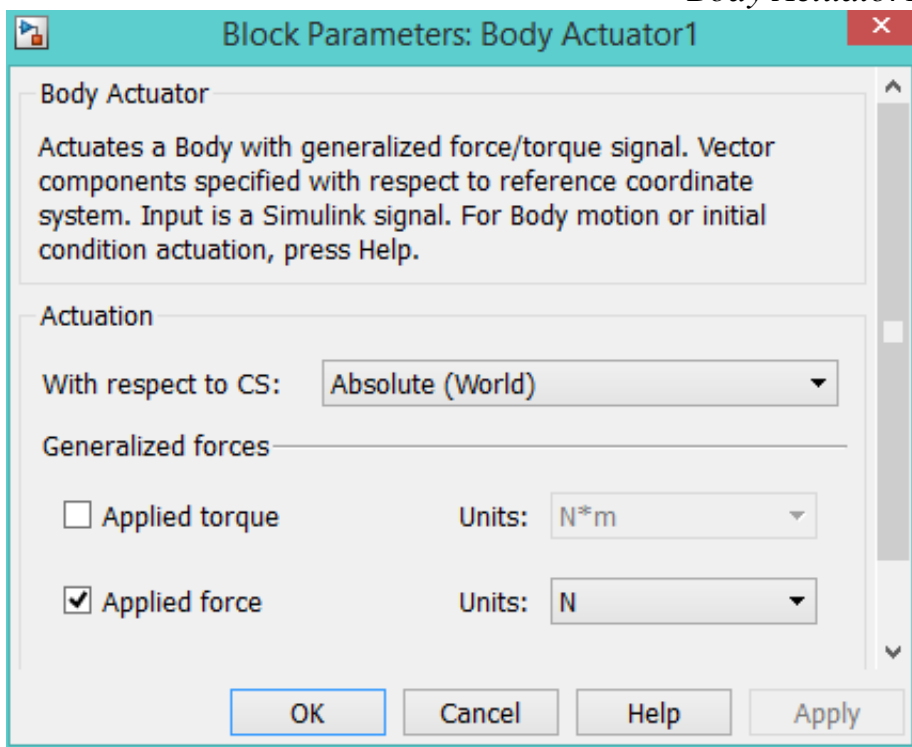 Body Actuator1
Block Parameters: Body Actuator1
Body Actuator
Actuates a Body with generalized force/torque signal. Vector
components specified with respect to reference coordinate
system. Input is a Simulink signal. For Body motion or initial
condition actuation, press Help.
Actuation
With respect to CS: Absolute (World)
Generalized forces
Applied torque Units: N*m
Applied force Units: N
OK Cancel Help Apply